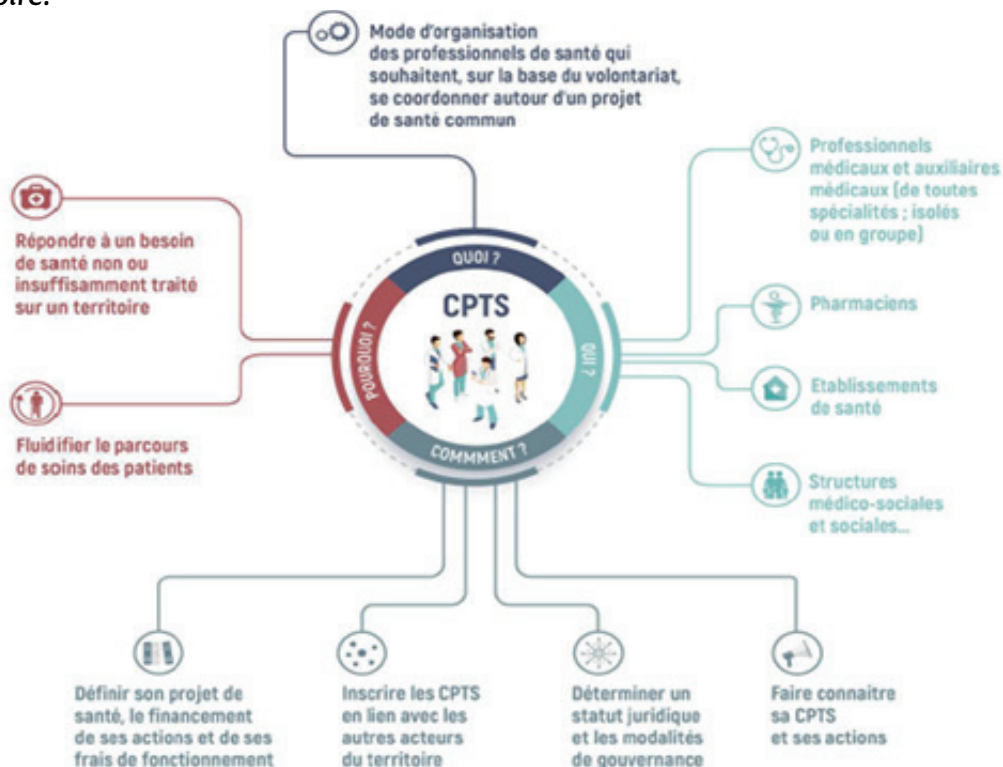 Mode d'organisation
des professionnels de santé qui
souhaitent, sur la base du volontariat,
se coordonner autour d'un projet
de santé commun
Professionnels
médicaux et auxiliaires
médicaux (de toutes
spécialités ; isolés
ou en groupe)
Répondre à un besoin
de santé non ou
insuffisamment traité
sur un territoire
QUOI ?
CPTS
POURQUOI ?
QUI ?
COMMMENT ?
Pharmaciens
Etablissements
de santé
Fluidifier le parcours
de soins des patients
Structures
médico-sociales
et sociales...
Définir son projet de
santé, le financement
de ses actions et de ses
frais de fonctionnement
Inscrire les CPTS
en lien avec les
autres acteurs
du territoire
Déterminer un
statut juridique
et les modalités
de gouvernance
Faire connaitre
sa CPTS
et ses actions